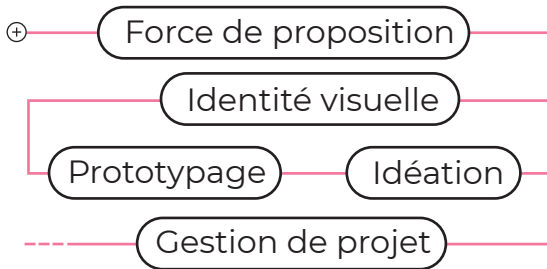 Force de proposition
Identité visuelle
Prototypage Idéation
Gestion de projet